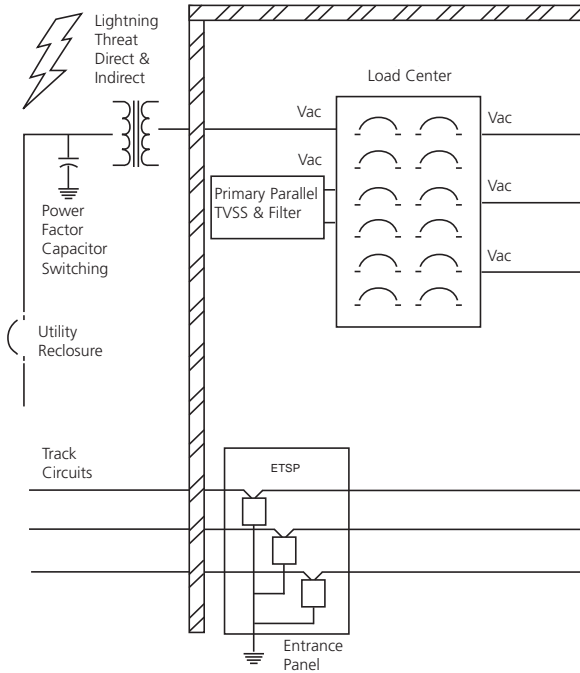 Lightning
Threat
Direct &
Indirect
Load Center
Vac
Vac
Vac
Primary Parallel
TVSS & Filter
Vac
Vac
Power
Factor
Capacitor
Switching
Utility
Reclosure
Track
Circuits
ETSP
Entrance
Panel